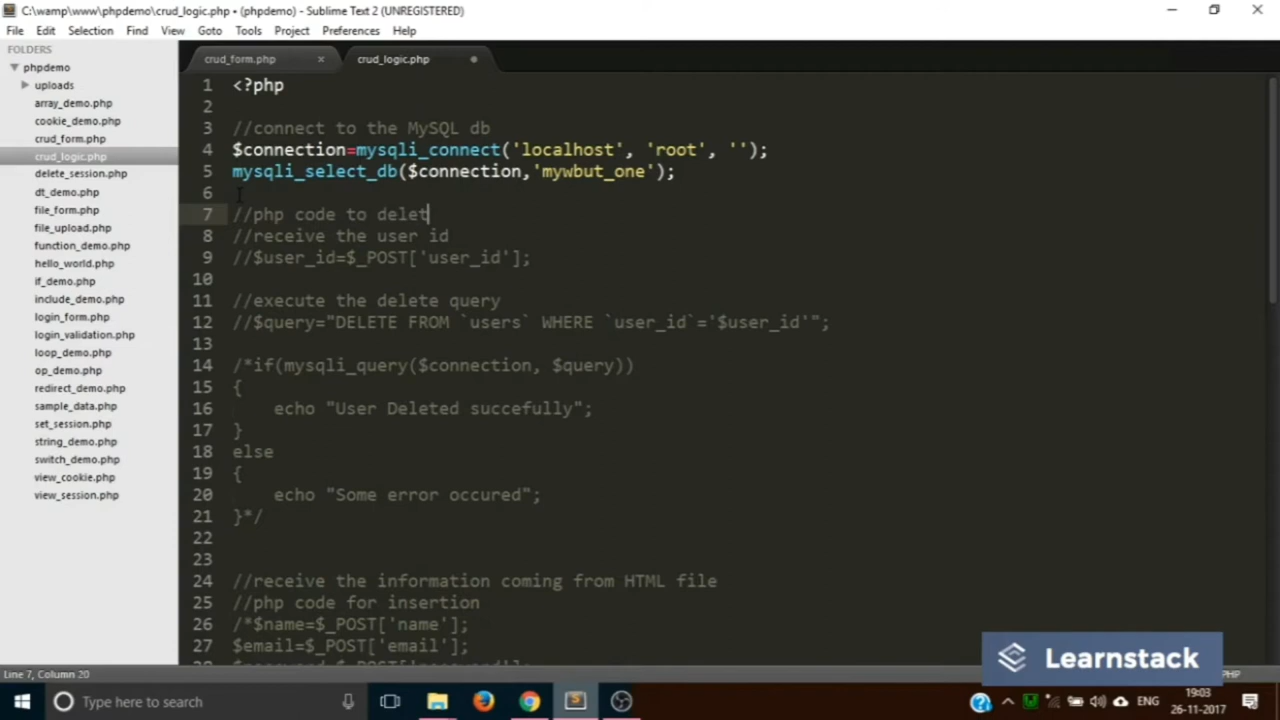 C:\wamp\www\phpdemo\crud_logic.php • (phpdemo) - Sublime Text 2 (UNREGISTERED)
File Edit Selection Find View Goto Tools Project Preferences Help
FOLDERS
phpdemo
uploads
array_demo.php
cookie_demo.php
crud_form.php
crud_logic.php
delete_session.php
dt_demo.php
file_form.php
file_upload.php
function_demo.php
hello_world.php
if_demo.php
include_demo.php
login_form.php
login_validation.php
loop_demo.php
op_demo.php
redirect_demo.php
sample_data.php
set_session.php
string_demo.php
switch_demo.php
view_cookie.php
view_session.php
crud_form.php × crud_logic.php
1 <?php
2
3 //connect to the MySQL db
4 $connection=mysqli_connect('localhost', 'root', '');
5 mysqli_select_db($connection,'mywbut_one');
6
7 //php code to delet
8 //receive the user id
9 //$user_id=$_POST['user_id'];
10
11 //execute the delete query
12 //$query="DELETE FROM `users` WHERE `user_id`='$user_id'";
13
14 /*if(mysqli_query($connection, $query))
15 {
16 echo "User Deleted succefully";
17 }
18 else
19 {
20 echo "Some error occured";
21 }*/
22
23
24 //receive the information coming from HTML file
25 //php code for insertion
26 /*$name=$_POST['name'];
27 $email=$_POST['email'];
Learnstack
Line 7, Column 20
PHP
Type here to search
ENG
19:03
26-11-2017